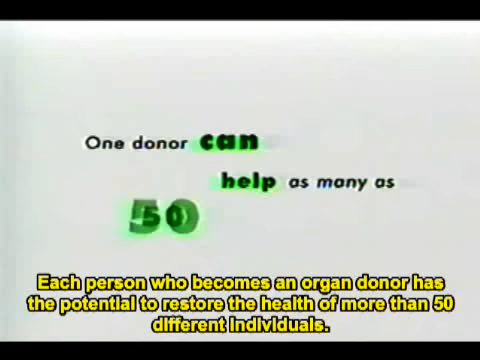 One donor can
help as many as
50
Each person who becomes an organ donor has
the potential to restore the health of more than 50
different individuals.